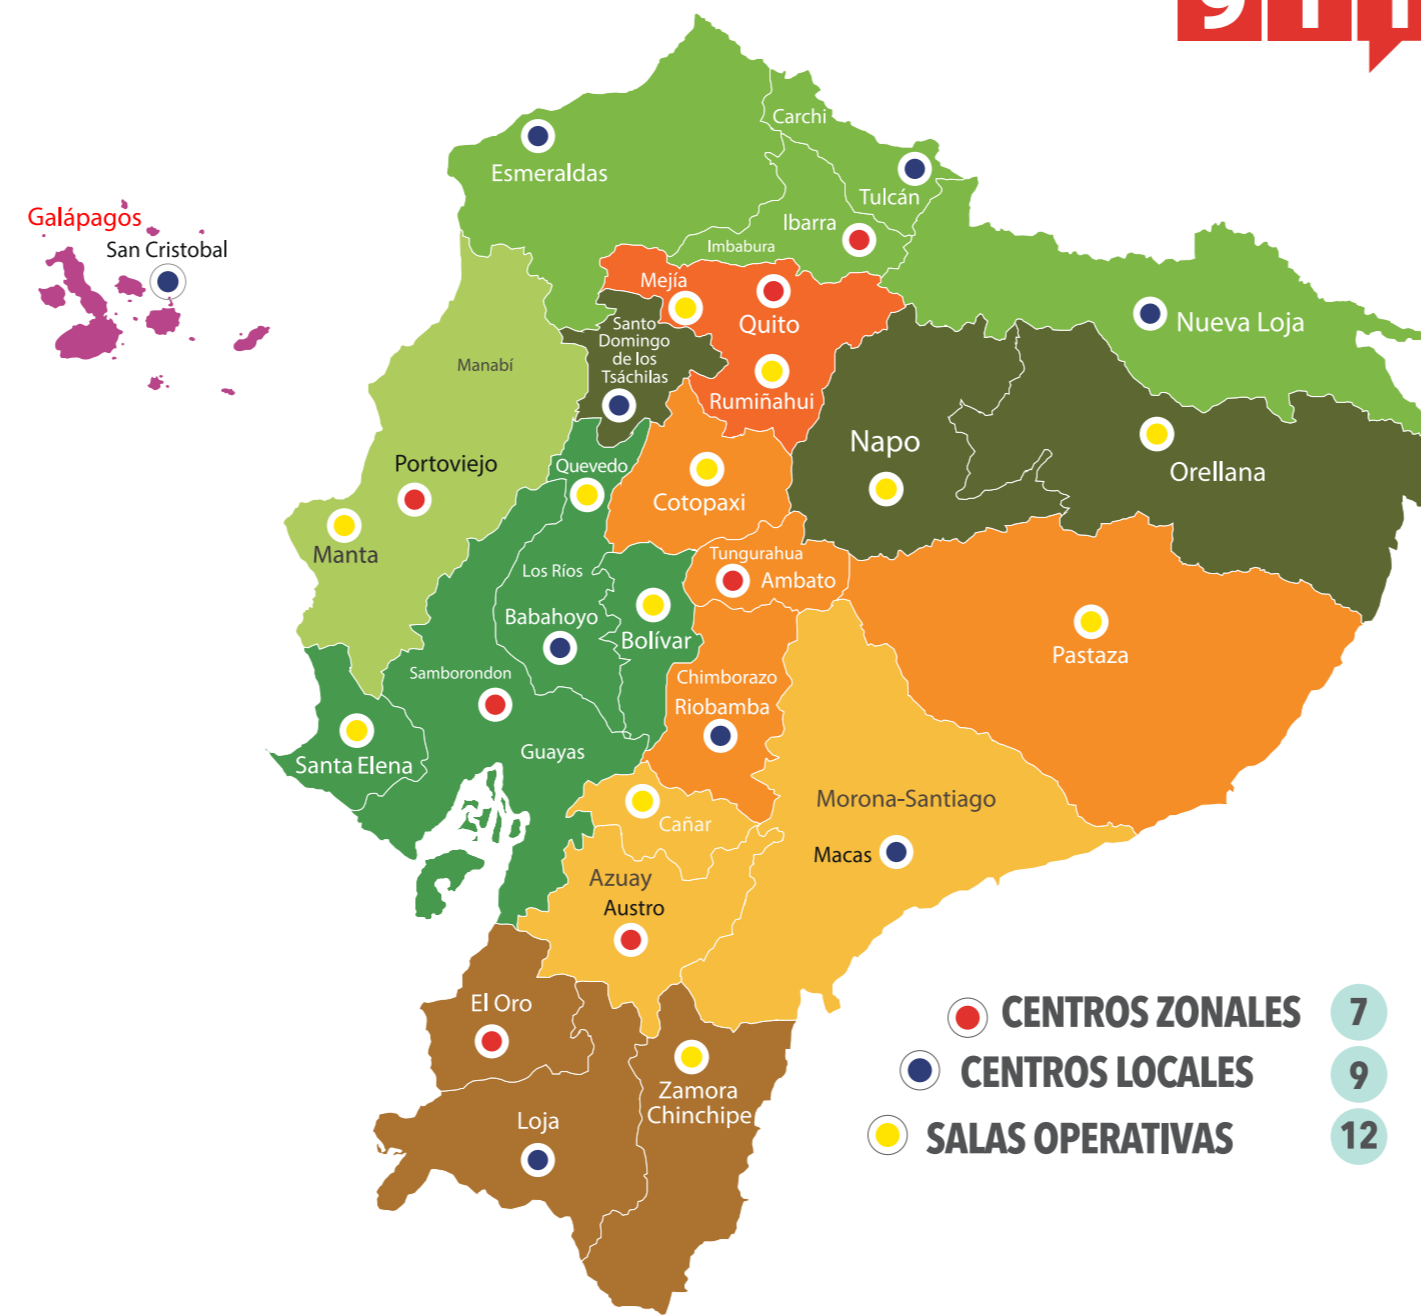 911
Carchi
Esmeraldas
Tulcán
Galápagos
San Cristobal
Ibarra
Imbabura
Mejía
Quito
Nueva Loja
Santo
Domingo
de los
Tsáchilas
Manabí
Rumiñahui
Napo
Portoviejo
Quevedo
Cotopaxi
Orellana
Manta
Tungurahua
Ambato
Los Ríos
Babahoyo
Bolívar
Pastaza
Samborondon
Chimborazo
Riobamba
Guayas
Santa Elena
Morona-Santiago
Cañar
Macas
Azuay
Austro
El Oro
CENTROS ZONALES 7
CENTROS LOCALES 9
Zamora
Chinchipe
Loja
SALAS OPERATIVAS 12